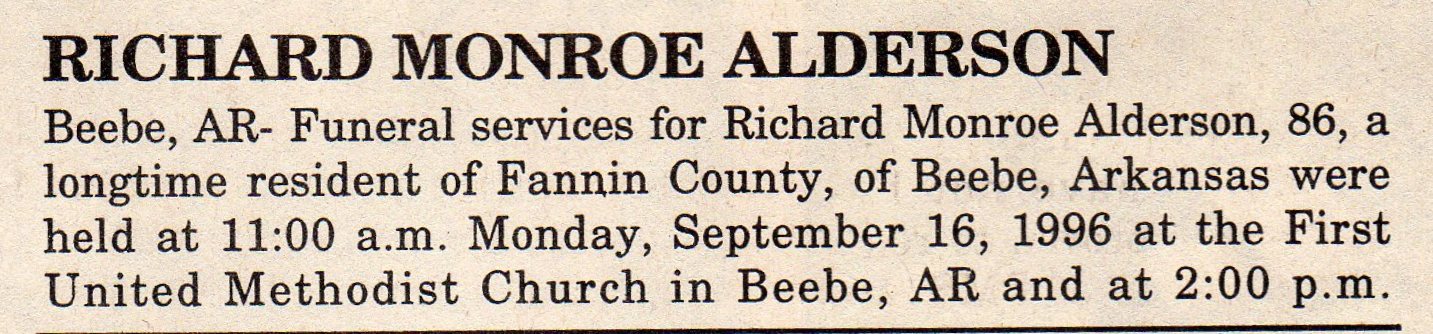 RICHARD MONROE ALDERSON
Beebe, AR- Funeral services for Richard Monroe Alderson, 86, a
longtime resident of Fannin County, of Beebe, Arkansas were
held at 11:00 a.m. Monday, September 16, 1996 at the First
United Methodist Church in Beebe, AR and at 2:00 p.m.